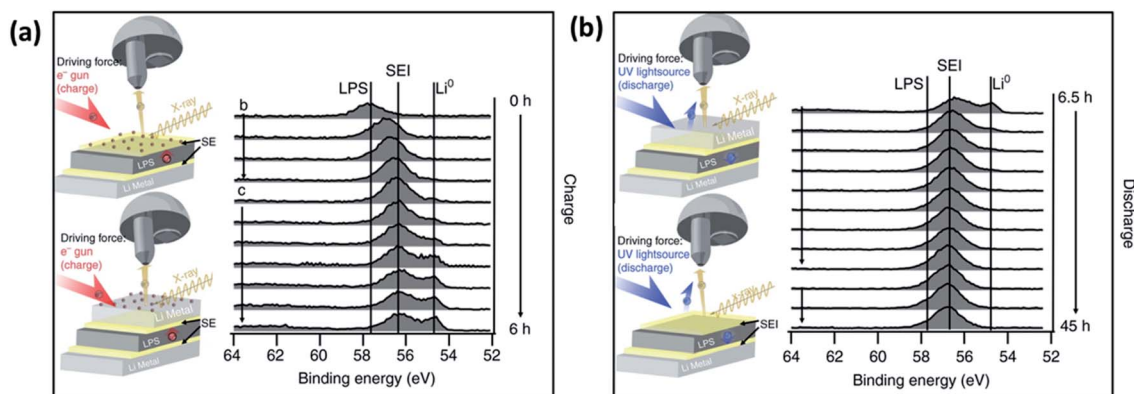 (a)
Driving force:
e⁻ gun
(charge)
X-ray
SE
LPS
Li Metal
Driving force:
e⁻ gun
(charge)
X-ray
Li Metal
SE
LPS
Li Metal
SEI
LPS
Li⁰
b
0 h
c
6 h
Charge
64 62 60 58 56 54 52
Binding energy (eV)
(b)
Driving force:
UV lightsource
(discharge)
X-ray
Li Metal
SE
LPS
Li Metal
Driving force:
UV lightsource
(discharge)
X-ray
SEI
LPS
Li Metal
SEI
LPS
Li⁰
6.5 h
45 h
Discharge
64 62 60 58 56 54 52
Binding energy (eV)